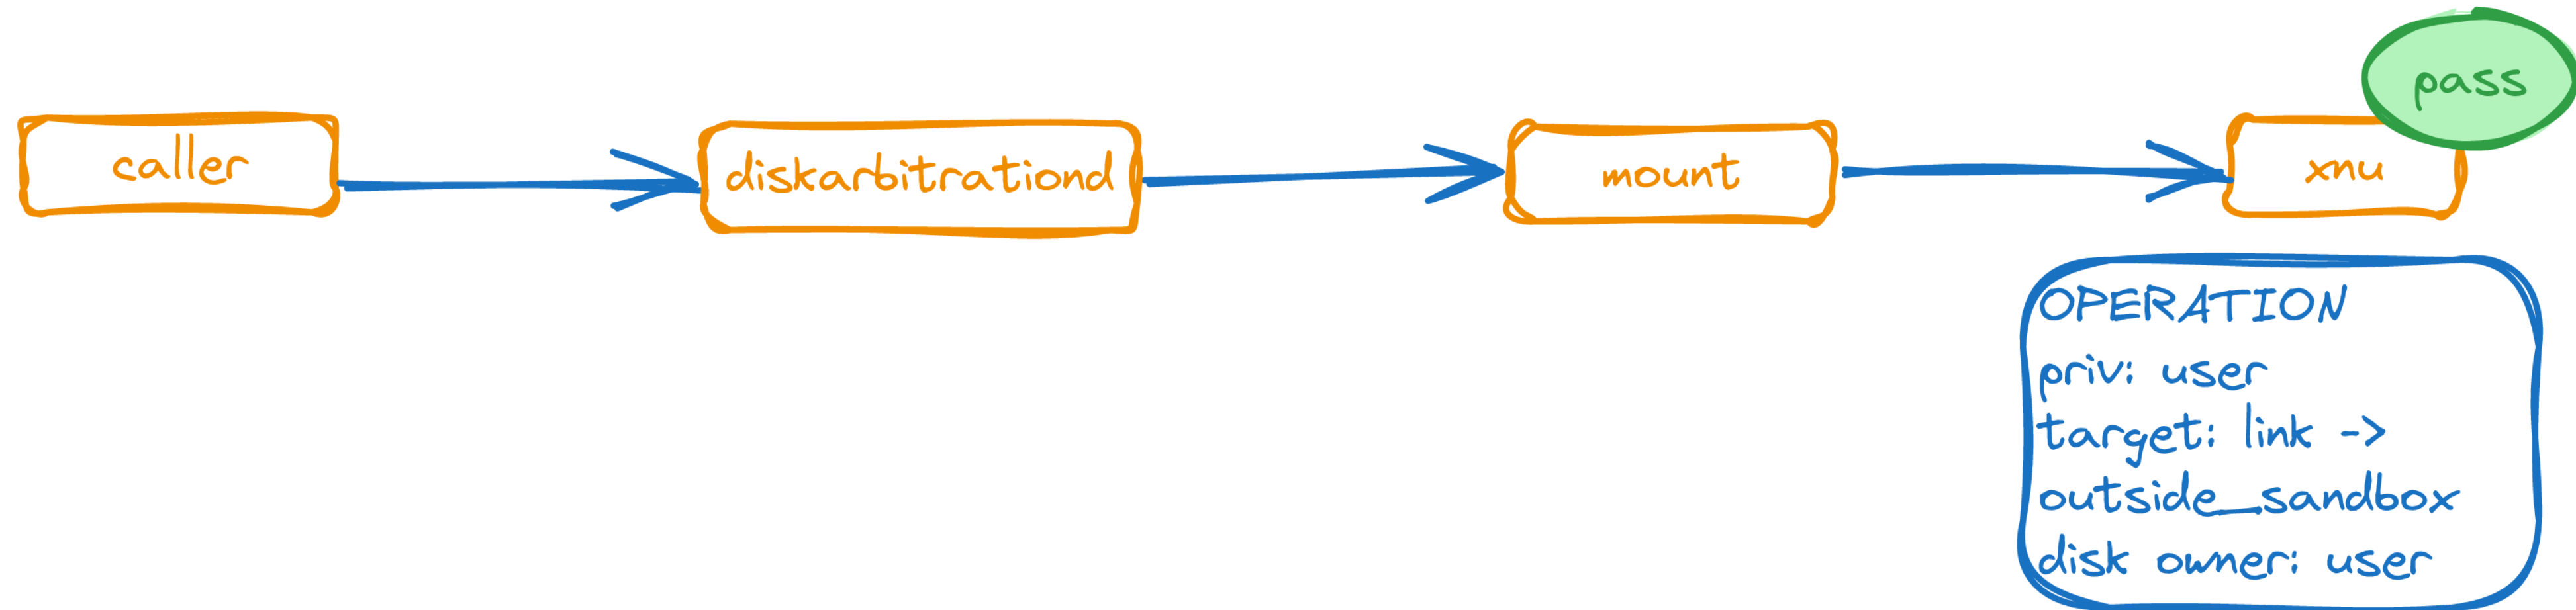 pass
caller
diskarbitrationd
mount
xnu
OPERATION
priv: user
target: link ->
outside_sandbox
disk owner: user